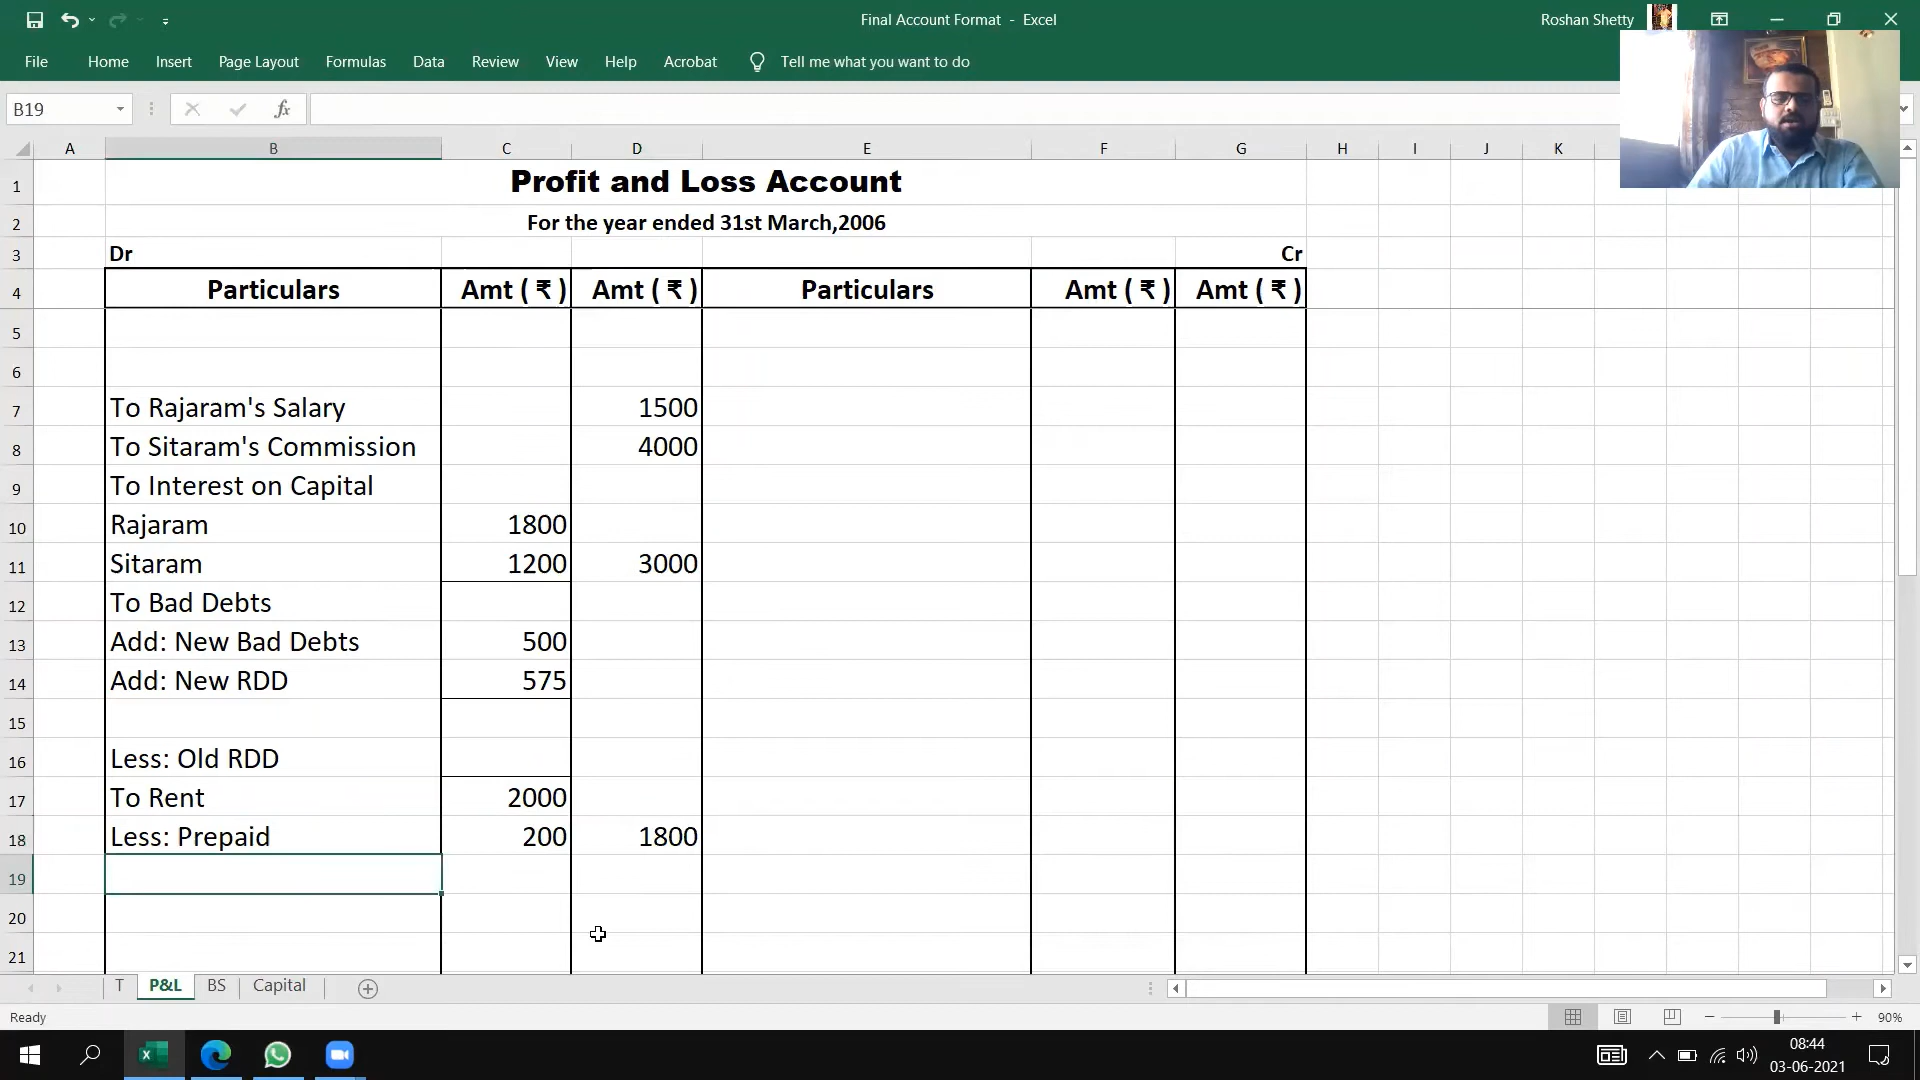 Final Account Format - Excel
Roshan Shetty
File Home Insert Page Layout Formulas Data Review View Help Acrobat Tell me what you want to do
B19 fx
A B C D E F G H I J K
1 Profit and Loss Account
2 For the year ended 31st March,2006
3 Dr Cr
4 Particulars Amt ( ₹ ) Amt ( ₹ ) Particulars Amt ( ₹ ) Amt ( ₹ )
5
6
7 To Rajaram's Salary 1500
8 To Sitaram's Commission 4000
9 To Interest on Capital
10 Rajaram 1800
11 Sitaram 1200 3000
12 To Bad Debts
13 Add: New Bad Debts 500
14 Add: New RDD 575
15
16 Less: Old RDD
17 To Rent 2000
18 Less: Prepaid 200 1800
19
20
21
T P&L BS Capital
Ready 90%
08:44
03-06-2021